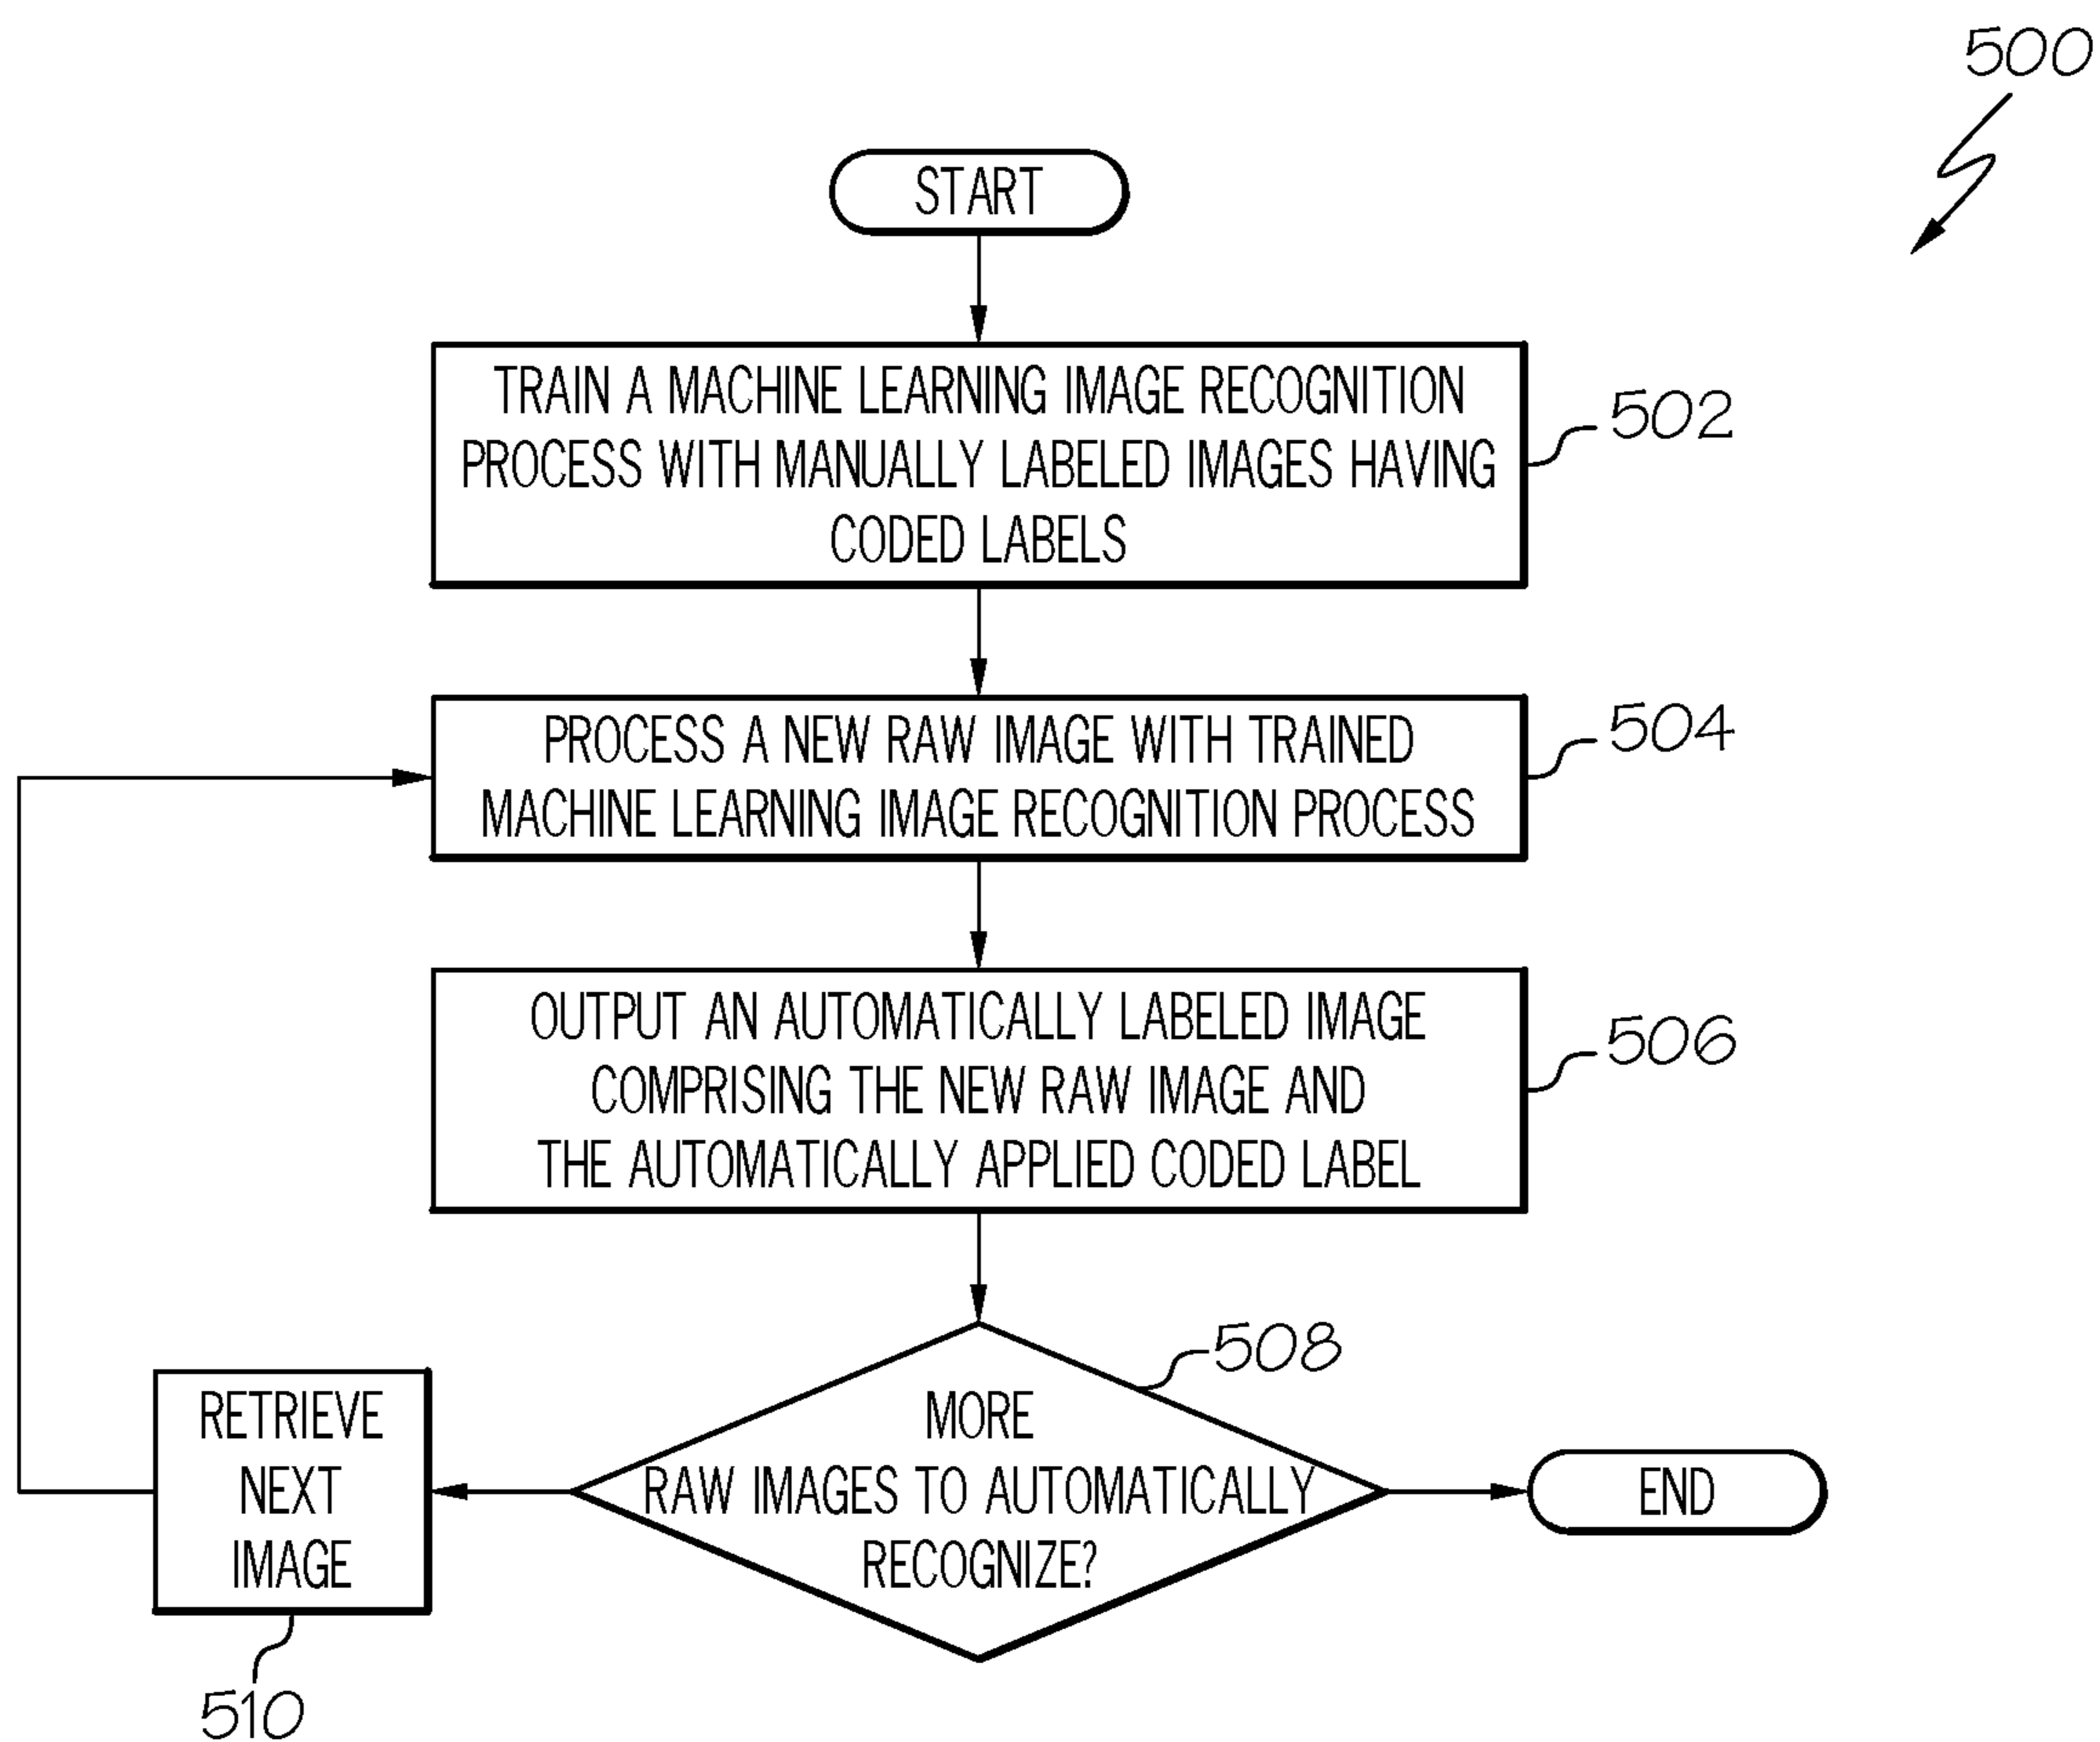 500
START
TRAIN A MACHINE LEARNING IMAGE RECOGNITION
PROCESS WITH MANUALLY LABELED IMAGES HAVING
CODED LABELS
502
PROCESS A NEW RAW IMAGE WITH TRAINED
MACHINE LEARNING IMAGE RECOGNITION PROCESS
504
OUTPUT AN AUTOMATICALLY LABELED IMAGE
COMPRISING THE NEW RAW IMAGE AND
THE AUTOMATICALLY APPLIED CODED LABEL
506
MORE
RAW IMAGES TO AUTOMATICALLY
RECOGNIZE?
508
RETRIEVE
NEXT
IMAGE
510
END